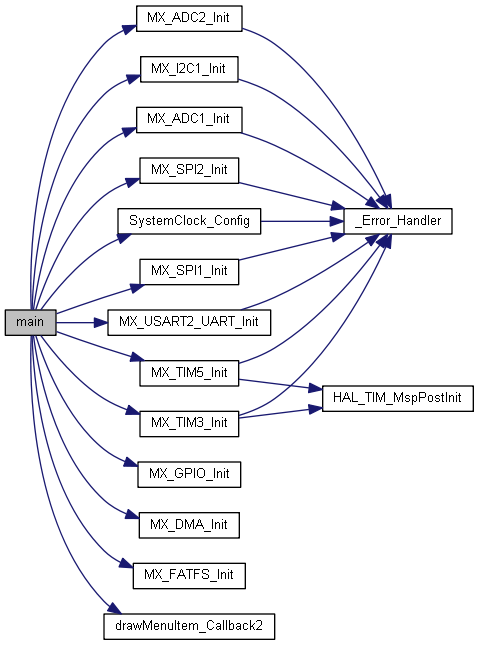 MX_ADC2_Init
MX_I2C1_Init
MX_ADC1_Init
MX_SPI2_Init
SystemClock_Config
_Error_Handler
MX_SPI1_Init
main
MX_USART2_UART_Init
MX_TIM5_Init
HAL_TIM_MspPostInit
MX_TIM3_Init
MX_GPIO_Init
MX_DMA_Init
MX_FATFS_Init
drawMenuItem_Callback2